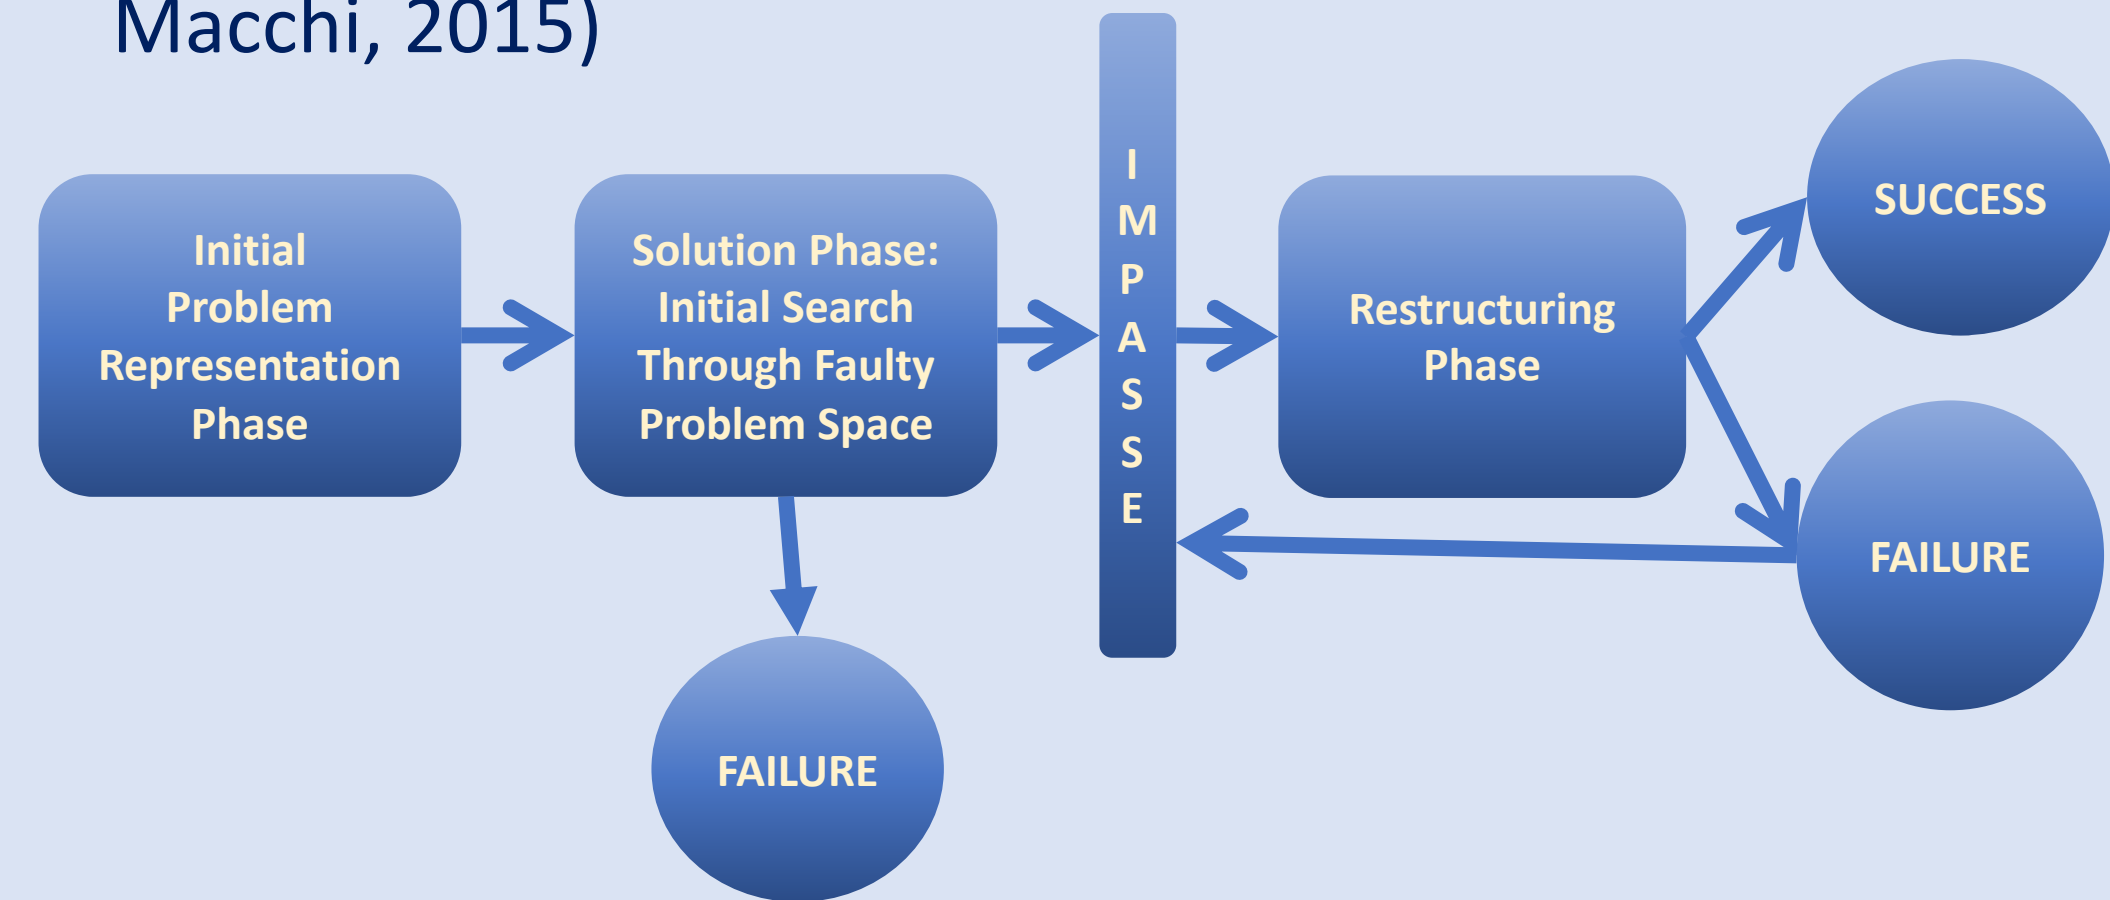 Macchi, 2015)
Initial
Problem
Representation
Phase
Solution Phase:
Initial Search
Through Faulty
Problem Space
I
M
P
A
S
S
E
Restructuring
Phase
SUCCESS
FAILURE
FAILURE